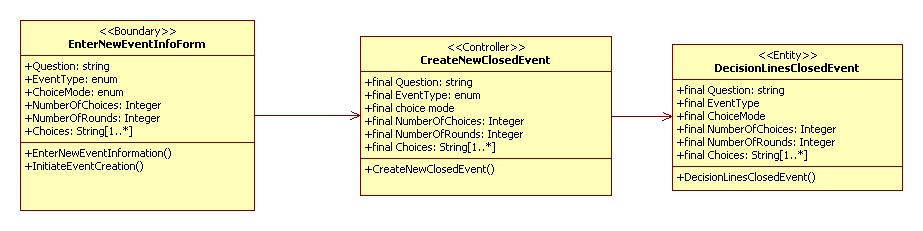 <<Boundary>>
EnterNewEventInfoForm
+Question: string
+EventType: enum
+ChoiceMode: enum
+NumberOfChoices: Integer
+NumberOfRounds: Integer
+Choices: String[1..*]
+EnterNewEventInformation()
+InitiateEventCreation()
<<Controller>>
CreateNewClosedEvent
+final Question: string
+final EventType: enum
+final choice mode
+final NumberOfChoices: Integer
+final NumberOfRounds: Integer
+final Choices: String[1..*]
+CreateNewClosedEvent()
<<Entity>>
DecisionLinesClosedEvent
+final Question: string
+final EventType
+final ChoiceMode
+final NumberOfChoices: Integer
+final NumberOfRounds: Integer
+final Choices: String[1..*]
+DecisionLinesClosedEvent()